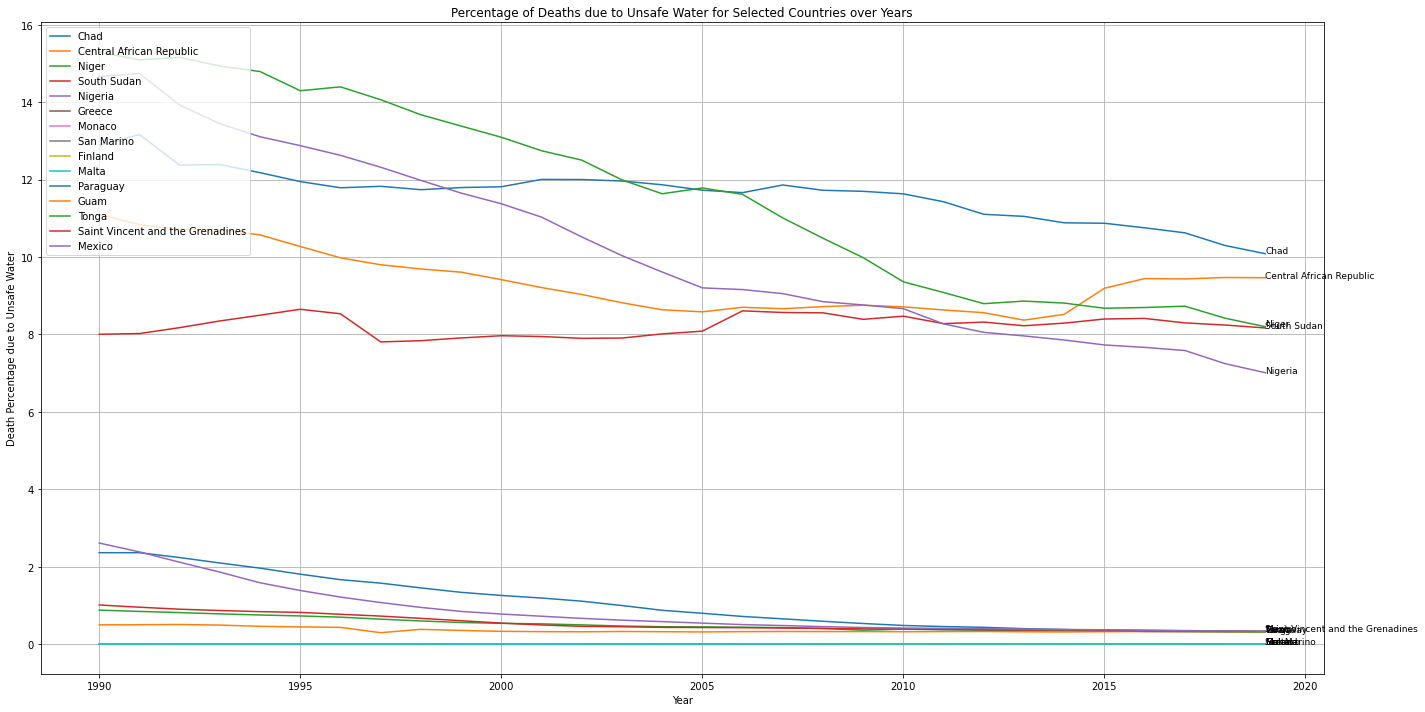 Percentage of Deaths due to Unsafe Water for Selected Countries over Years
Death Percentage due to Unsafe Water
16
14
12
10
8
6
4
2
0
Chad
Central African Republic
Niger
South Sudan
Nigeria
Greece
Monaco
San Marino
Finland
Malta
Paraguay
Guam
Tonga
Saint Vincent and the Grenadines
Mexico
Chad
Central African Republic
Niger
South Sudan
Nigeria
Saint Vincent and the Grenadines
San Marino
1990
1995
2000
2005
2010
2015
2020
Year